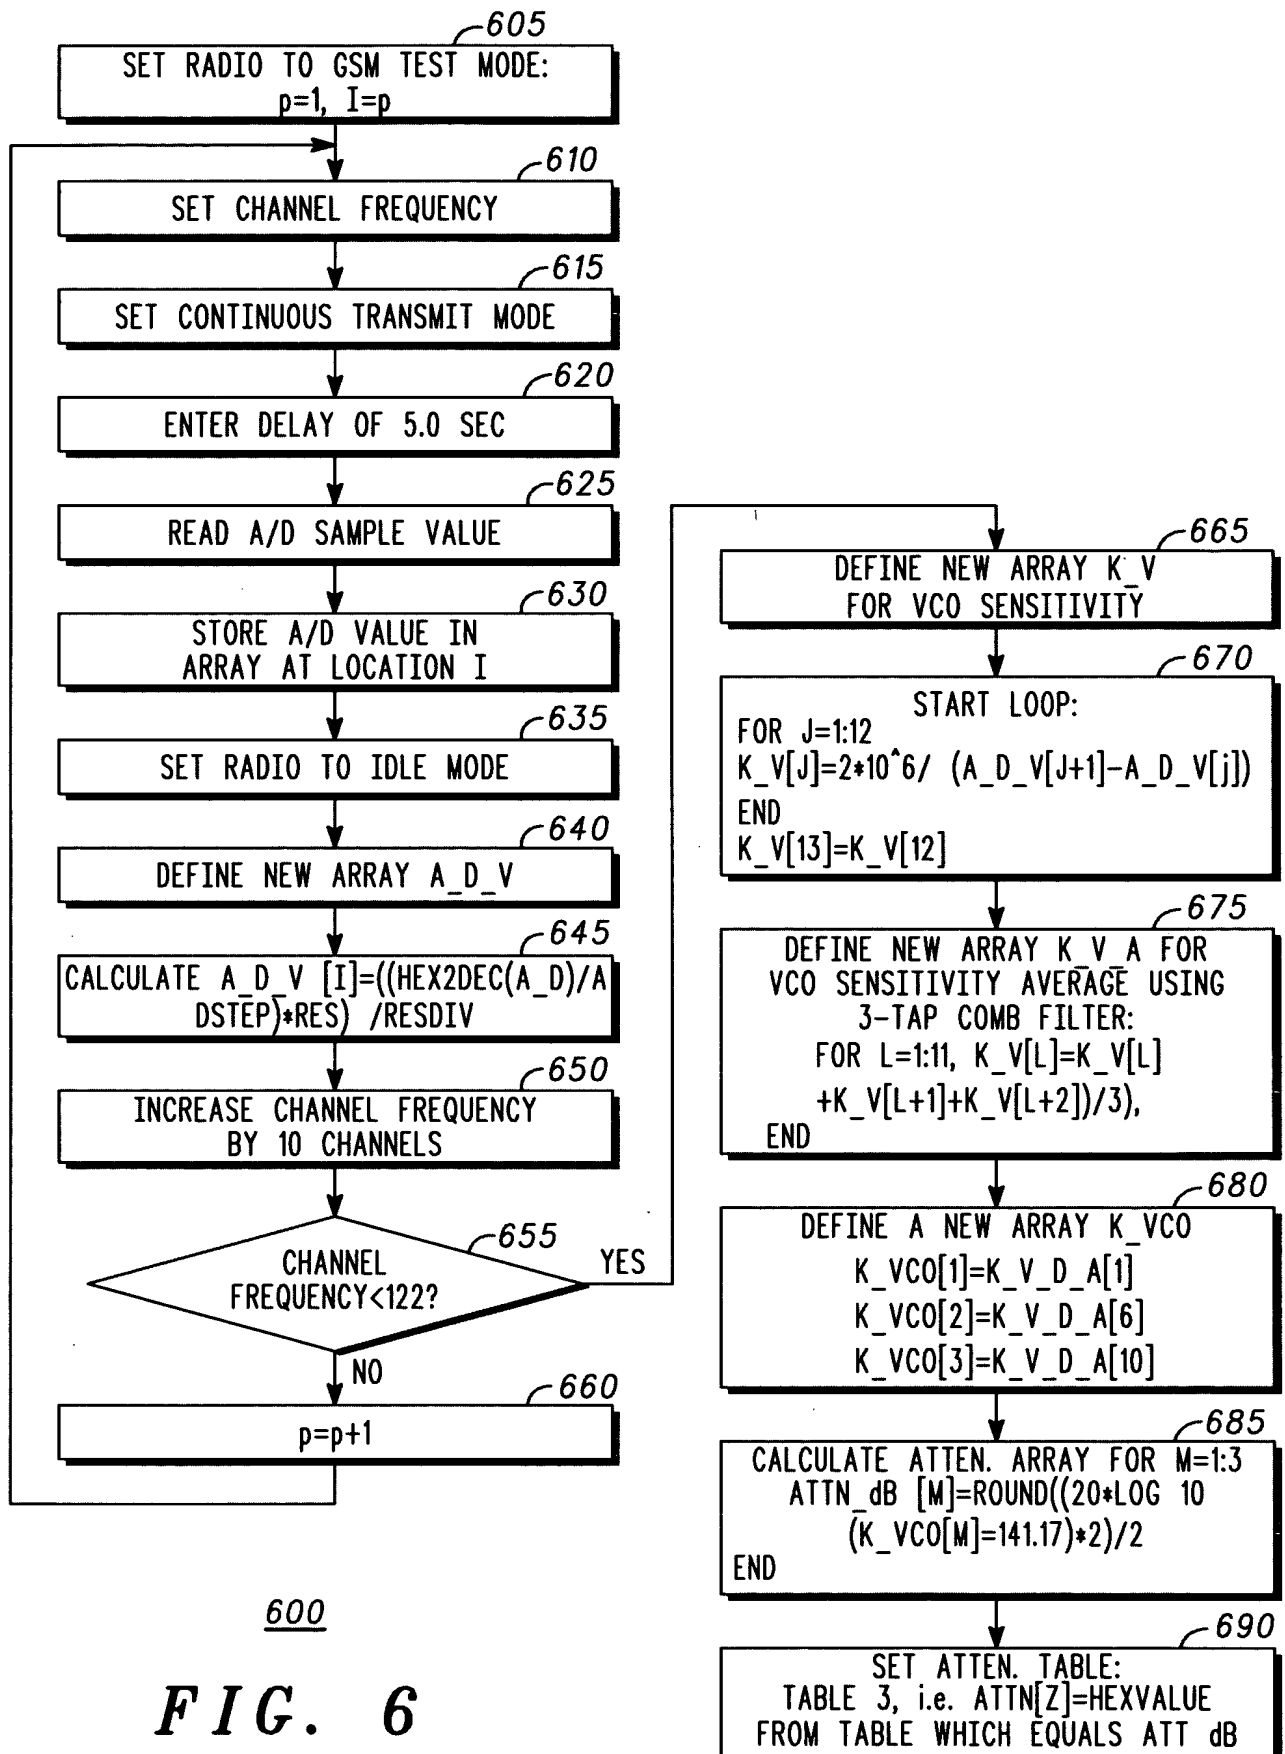 605
SET RADIO TO GSM TEST MODE:
p=1, I=p
610
SET CHANNEL FREQUENCY
615
SET CONTINUOUS TRANSMIT MODE
620
ENTER DELAY OF 5.0 SEC
625
READ A/D SAMPLE VALUE
630
STORE A/D VALUE IN
ARRAY AT LOCATION I
635
SET RADIO TO IDLE MODE
640
DEFINE NEW ARRAY A_D_V
645
CALCULATE A_D_V [I]=((HEX2DEC(A_D)/A
DSTEP)*RES) /RESDIV
650
INCREASE CHANNEL FREQUENCY
BY 10 CHANNELS
655
CHANNEL
FREQUENCY<122?
YES
NO
660
p=p+1
665
DEFINE NEW ARRAY K_V
FOR VCO SENSITIVITY
670
START LOOP:
FOR J=1:12
K_V[J]=2*10^6/ (A_D_V[J+1]-A_D_V[j])
END
K_V[13]=K_V[12]
675
DEFINE NEW ARRAY K_V_A FOR
VCO SENSITIVITY AVERAGE USING
3-TAP COMB FILTER:
FOR L=1:11, K_V[L]=K_V[L]
+K_V[L+1]+K_V[L+2])/3),
END
680
DEFINE A NEW ARRAY K_VCO
K_VCO[1]=K_V_D_A[1]
K_VCO[2]=K_V_D_A[6]
K_VCO[3]=K_V_D_A[10]
685
CALCULATE ATTEN. ARRAY FOR M=1:3
ATTN_dB [M]=ROUND((20*LOG 10
(K_VCO[M]=141.17)*2)/2
END
690
SET ATTEN. TABLE:
TABLE 3, i.e. ATTN[Z]=HEXVALUE
FROM TABLE WHICH EQUALS ATT dB
600
FIG. 6